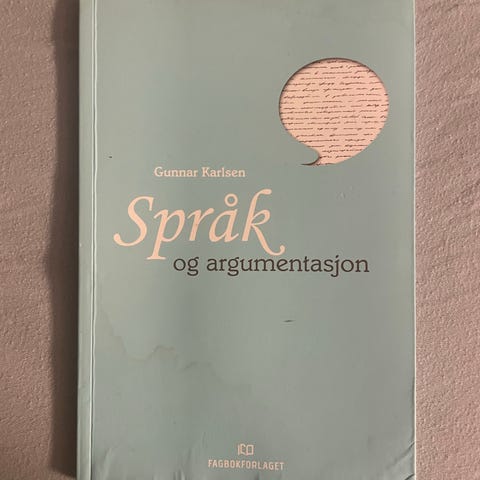 Gunnar Karlsen
Språk
og argumentasjon
FAGBOKFORLAGET